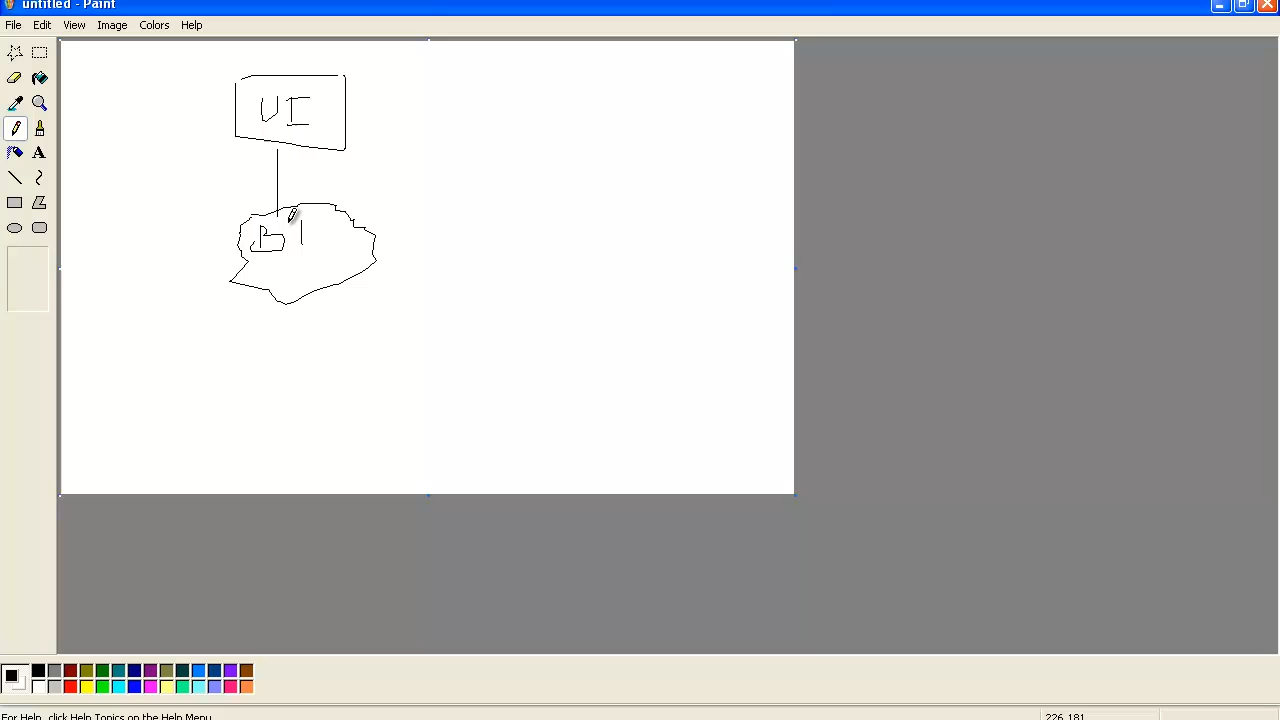 untitled - Paint
File Edit View Image Colors Help
UI
B
For Help, click Help Topics on the Help Menu.
226,181